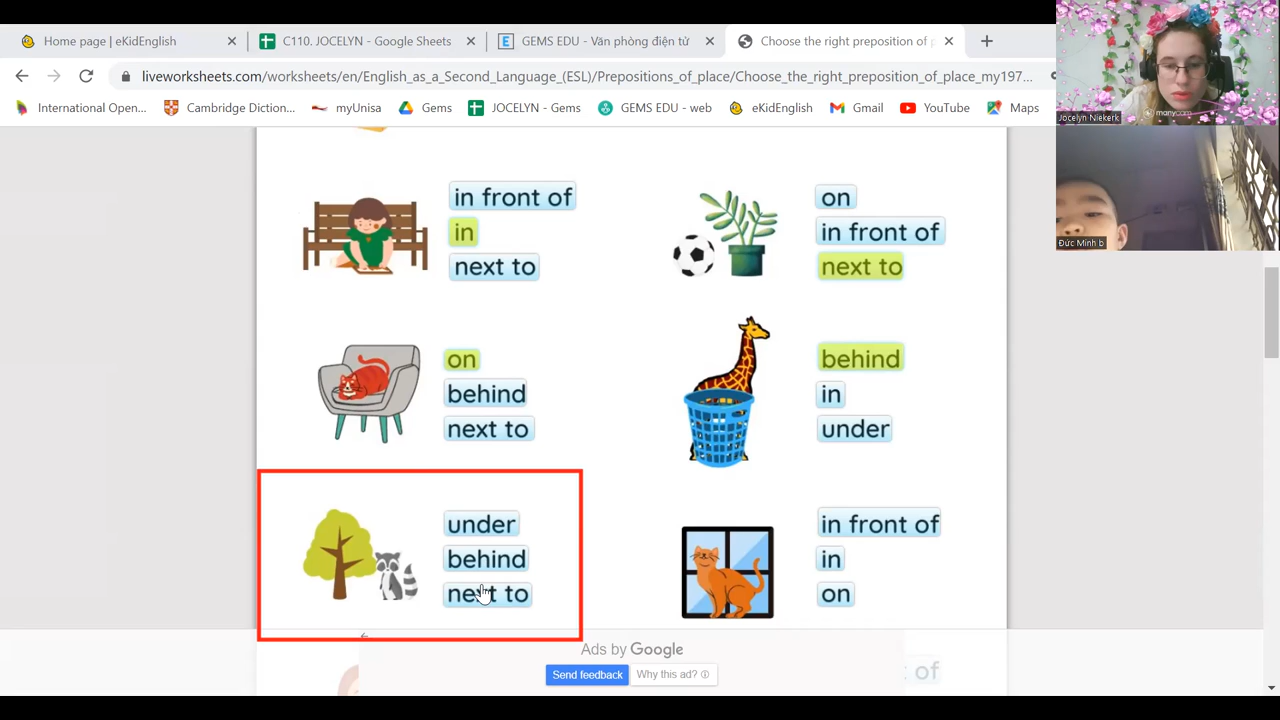 Home page | eKidEnglish
C110, JOCELYN - Google Sheets
GEMS EDU - Văn phòng điện tử
Choose the right preposition of p
liveworksheets.com/worksheets/en/English_as_a_Second_Language_(ESL)/Prepositions_of_place/Choose_the_right_preposition_of_place_my197...
International Open...
Cambridge Diction...
myUnisa
Gems
JOCELYN - Gems
GEMS EDU - web
eKidEnglish
Gmail
YouTube
Maps
manycam
Jocelyn Niekerk
Đức Minh b
in front of
in
next to
on
in front of
next to
on
behind
next to
behind
in
under
under
behind
next to
in front of
in
on
Ads by Google
Send feedback
Why this ad?
of